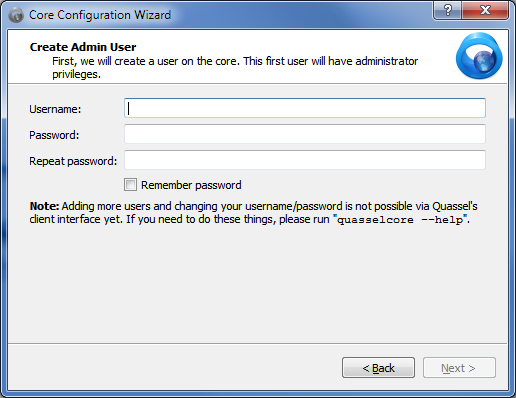 Core Configuration Wizard
Create Admin User
First, we will create a user on the core. This first user will have administrator
privileges.
Username:
Password:
Repeat password:
Remember password
Note: Adding more users and changing your username/password is not possible via Quassel's
client interface yet. If you need to do these things, please run "quasselcore --help".
< Back
Next >